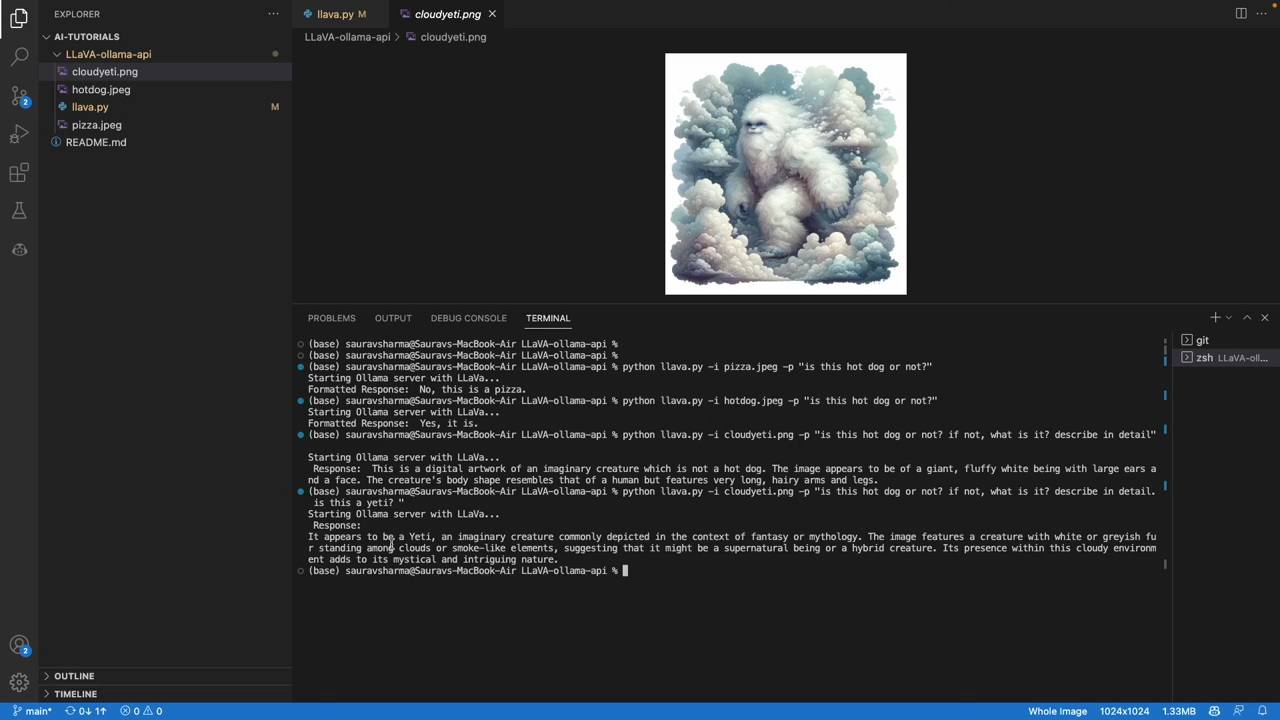 EXPLORER
···
llava.py M
cloudyeti.png
AI-TUTORIALS
LLaVA-ollama-api > cloudyeti.png
LLaVA-ollama-api
cloudyeti.png
hotdog.jpeg
llava.py M
pizza.jpeg
README.md
2
PROBLEMS OUTPUT DEBUG CONSOLE TERMINAL
git
zsh LLaVA-oll...
(base) sauravsharma@Sauravs-MacBook-Air LLaVA-ollama-api %
(base) sauravsharma@Sauravs-MacBook-Air LLaVA-ollama-api %
(base) sauravsharma@Sauravs-MacBook-Air LLaVA-ollama-api % python llava.py -i pizza.jpeg -p "is this hot dog or not?"
Starting Ollama server with LLaVa...
Formatted Response:  No, this is a pizza.
(base) sauravsharma@Sauravs-MacBook-Air LLaVA-ollama-api % python llava.py -i hotdog.jpeg -p "is this hot dog or not?"
Starting Ollama server with LLaVa...
Formatted Response:  Yes, it is.
(base) sauravsharma@Sauravs-MacBook-Air LLaVA-ollama-api % python llava.py -i cloudyeti.png -p "is this hot dog or not? if not, what is it? describe in detail"
Starting Ollama server with LLaVa...
Response:  This is a digital artwork of an imaginary creature which is not a hot dog. The image appears to be of a giant, fluffy white being with large ears a
nd a face. The creature's body shape resembles that of a human but features very long, hairy arms and legs.
(base) sauravsharma@Sauravs-MacBook-Air LLaVA-ollama-api % python llava.py -i cloudyeti.png -p "is this hot dog or not? if not, what is it? describe in detail.
is this a yeti? "
Starting Ollama server with LLaVa...
Response:
It appears to be a Yeti, an imaginary creature commonly depicted in the context of fantasy or mythology. The image features a creature with white or greyish fu
r standing among clouds or smoke-like elements, suggesting that it might be a supernatural being or a hybrid creature. Its presence within this cloudy environm
ent adds to its mystical and intriguing nature.
(base) sauravsharma@Sauravs-MacBook-Air LLaVA-ollama-api %
2
OUTLINE
TIMELINE
main* 0↓ 1↑ 0 0
Whole Image 1024x1024 1.33MB